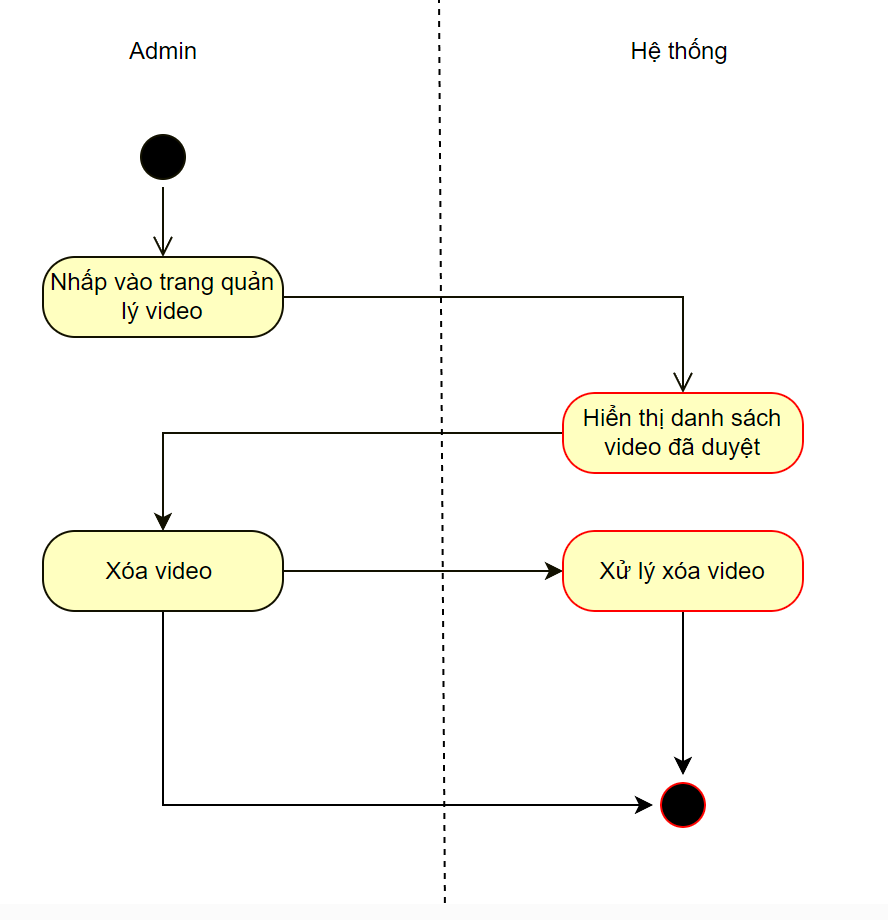 Admin
Hệ thống
Nhấp vào trang quản
lý video
Hiển thị danh sách
video đã duyệt
Xóa video
Xử lý xóa video